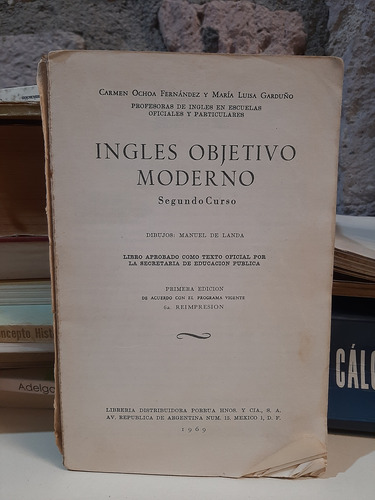 CARMEN OCHOA FERNÁNDEZ Y MARÍA LUISA GARDUÑO
PROFESORAS DE INGLES EN ESCUELAS
OFICIALES Y PARTICULARES
INGLES OBJETIVO
MODERNO
Segundo Curso
DIBUJOS: MANUEL DE LANDA
LIBRO APROBADO COMO TEXTO OFICIAL POR
LA SECRETARIA DE EDUCACION PUBLICA
PRIMERA EDICION
DE ACUERDO CON EL PROGRAMA VIGENTE
6a. REIMPRESION
LIBRERIA DISTRIBUIDORA PORRUA HNOS. Y CIA., S. A.
AV. REPUBLICA DE ARGENTINA NUM. 15. MEXICO 1, D. F.
1969
ncepto, Hist
Adelga
CÁLC